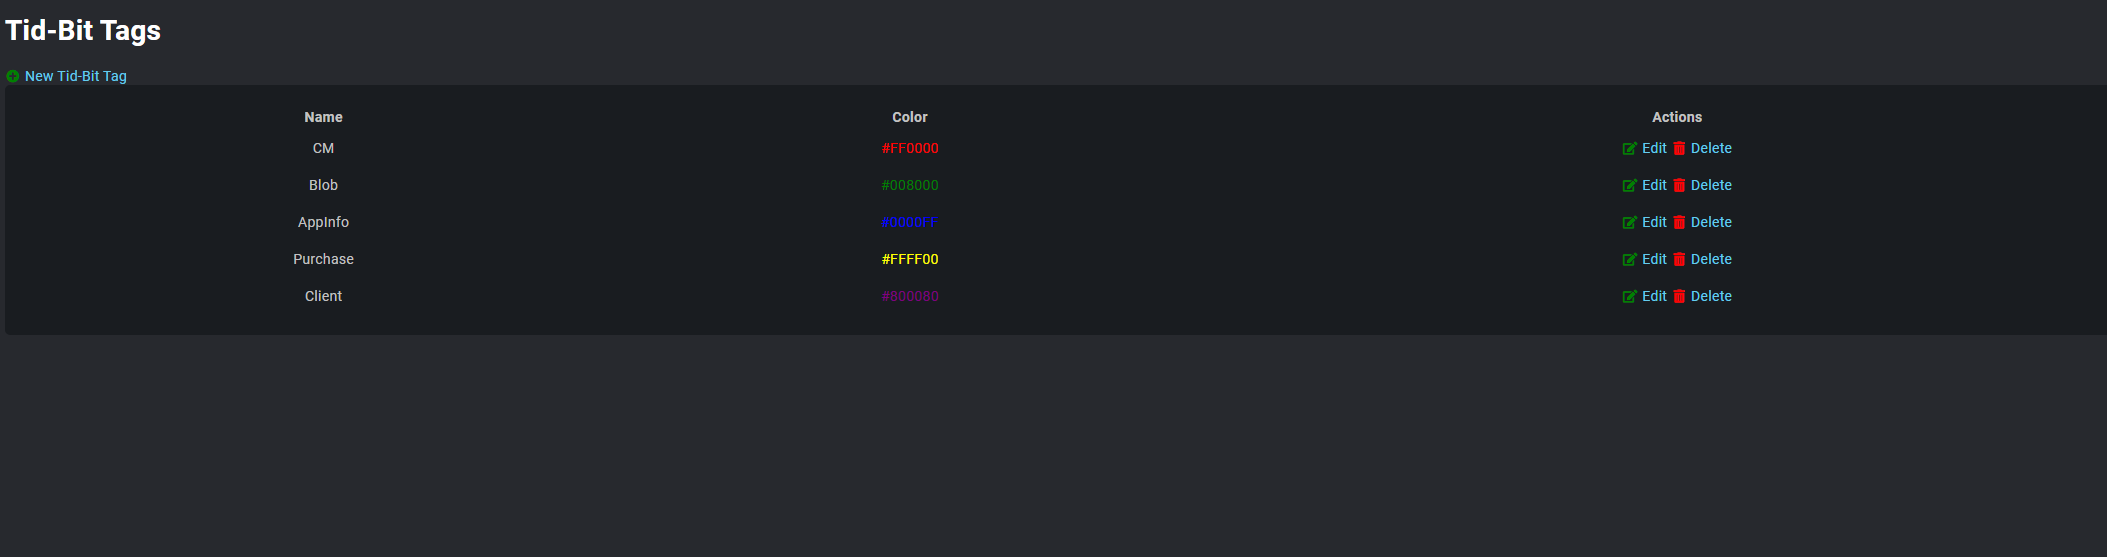 Tid-Bit Tags
New Tid-Bit Tag
Name Color Actions
CM #FF0000 Edit Delete
Blob #008000 Edit Delete
AppInfo #0000FF Edit Delete
Purchase #FFFF00 Edit Delete
Client #800080 Edit Delete